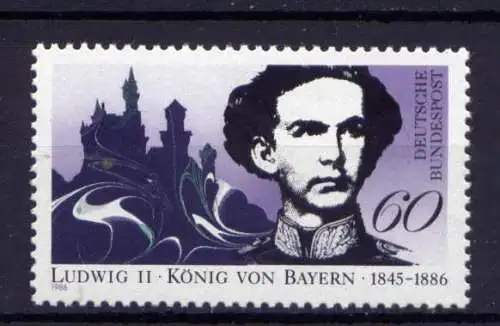 DEUTSCHE
BUNDESPOST
60
LUDWIG II · KÖNIG VON BAYERN · 1845–1886
1986